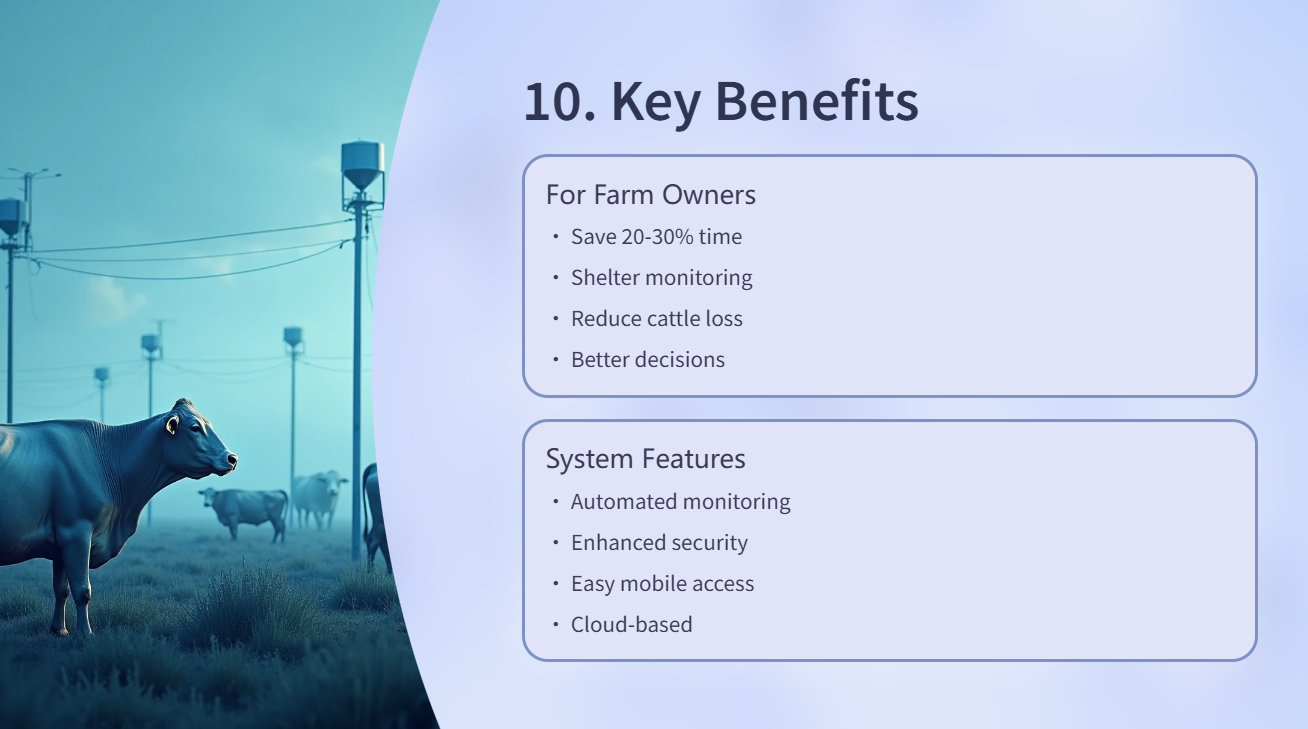 10. Key Benefits
For Farm Owners
• Save 20-30% time
• Shelter monitoring
• Reduce cattle loss
• Better decisions
System Features
• Automated monitoring
• Enhanced security
• Easy mobile access
• Cloud-based